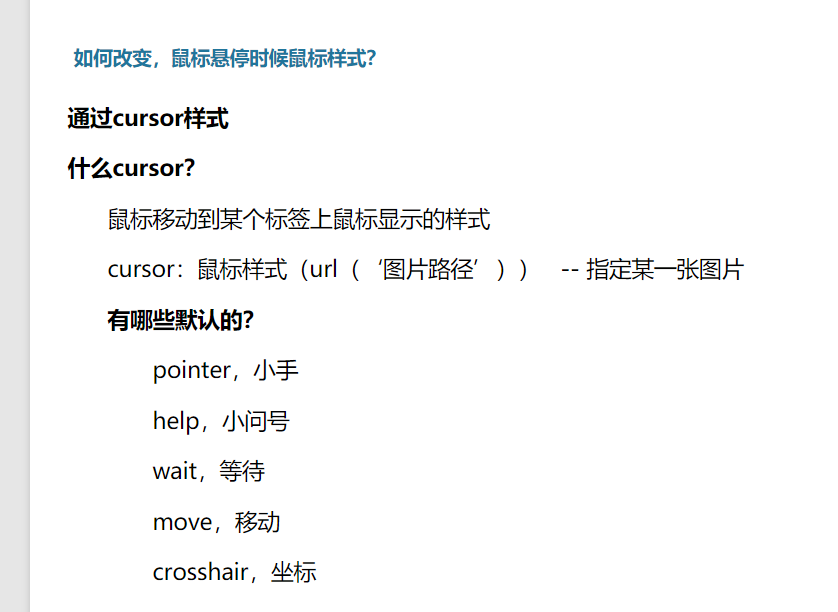 如何改变，鼠标悬停时候鼠标样式？
通过cursor样式
什么cursor？
鼠标移动到某个标签上鼠标显示的样式
cursor：鼠标样式（url（‘图片路径’）） -- 指定某一张图片
有哪些默认的？
pointer，小手
help，小问号
wait，等待
move，移动
crosshair，坐标